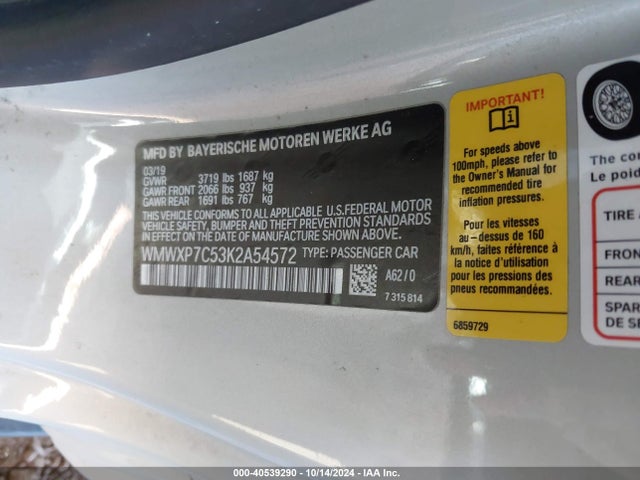 MFD BY BAYERISCHE MOTOREN WERKE AG
03/19
GVWR 3719 lbs 1687 kg
GAWR FRONT 2066 lbs 937 kg
GAWR REAR 1691 lbs 767 kg
THIS VEHICLE CONFORMS TO ALL APPLICABLE U.S.FEDERAL MOTOR
VEHICLE SAFETY, BUMPER AND THEFT PREVENTION STANDARDS
IN EFFECT ON THE DATE OF MANUFACTURE SHOWN ABOVE.
WMWXP7C53K2A54572 TYPE: PASSENGER CAR
A62/0
7 315 814
IMPORTANT!
For speeds above
100mph, please refer to
the Owner's Manual for
recommended tire
inflation pressures.
Pour les vitesses
au-dessus de 160
km/h, se référer à
la notice d'utilisation
pour les pressions de
pneu recommandées.
6859729
The co
Le poid
TIRE
FRON
REAR
SPAR
DE SE
000-40539290 - 10/14/2024 - IAA, Inc.